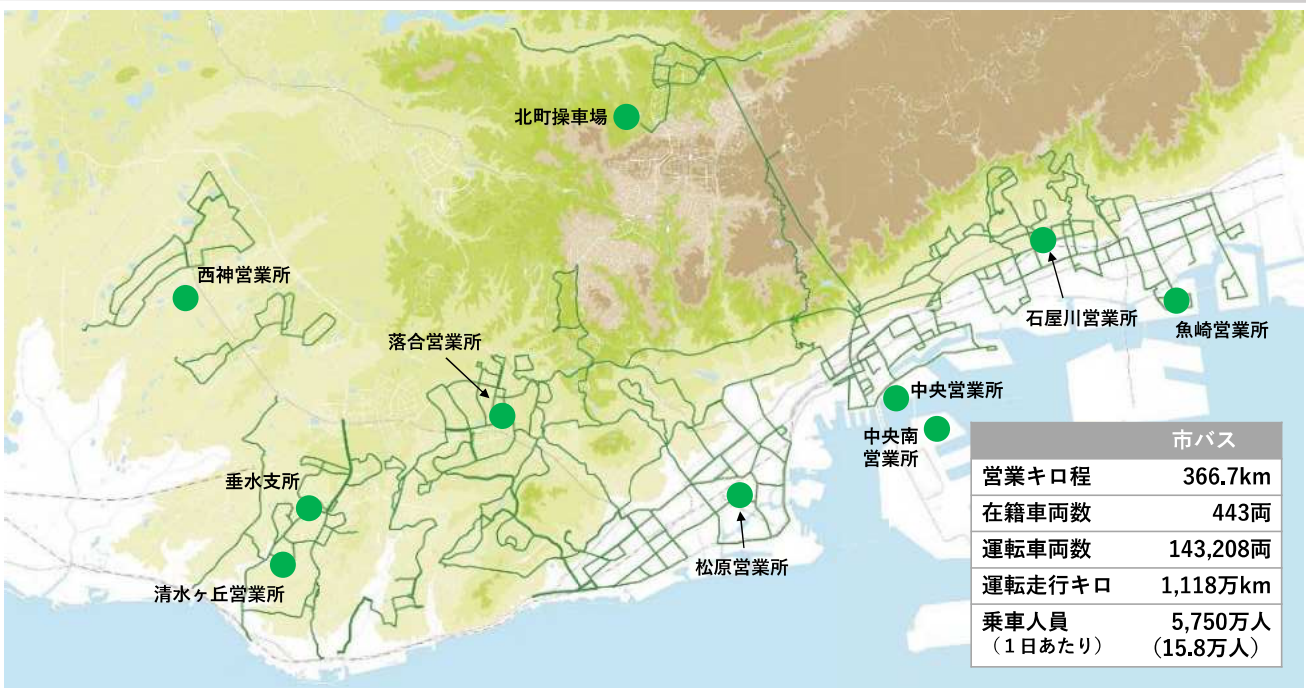 北町操車場
西神営業所
落合営業所
石屋川営業所
魚崎営業所
中央営業所
中央南
営業所
垂水支所
松原営業所
清水ヶ丘営業所
市バス
営業キロ程 366.7km
在籍車両数 443両
運転車両数 143,208両
運転走行キロ 1,118万km
乗車人員 5,750万人
(1日あたり) (15.8万人)